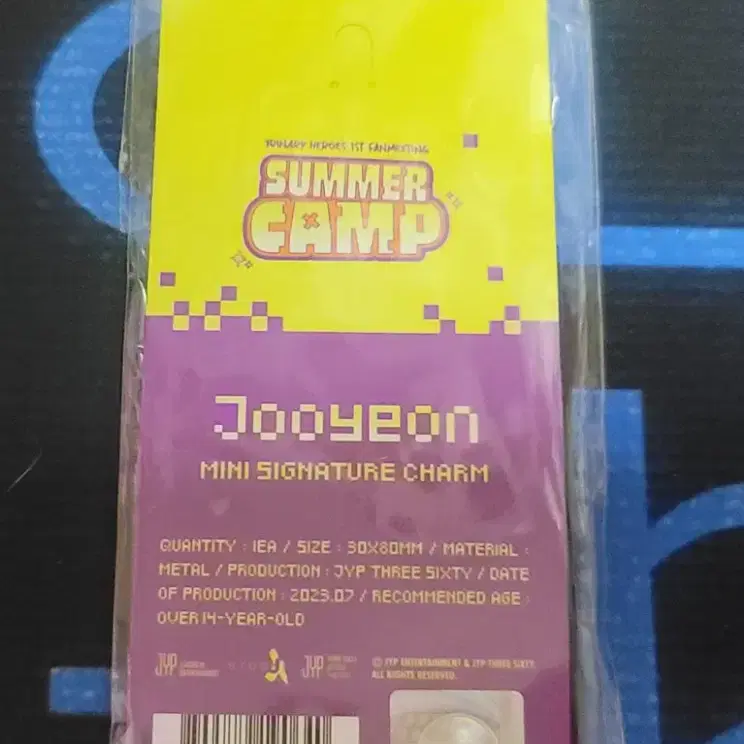 HEROES 1ST FANMEETING
SUMMER
CAMP
Jooyeon
MINI SIGNATURE CHARM
QUANTITY : 1EA / SIZE : 30X80MM / MATERIAL :
METAL / PRODUCTION : JYP THREE SIXTY / DATE
OF PRODUCTION : 2023.07 / RECOMMENDED AGE :
OVER 14-YEAR-OLD
JYP JYP © JYP ENTERTAINMENT & JYP THREE SIXTY.
ALL RIGHTS RESERVED.